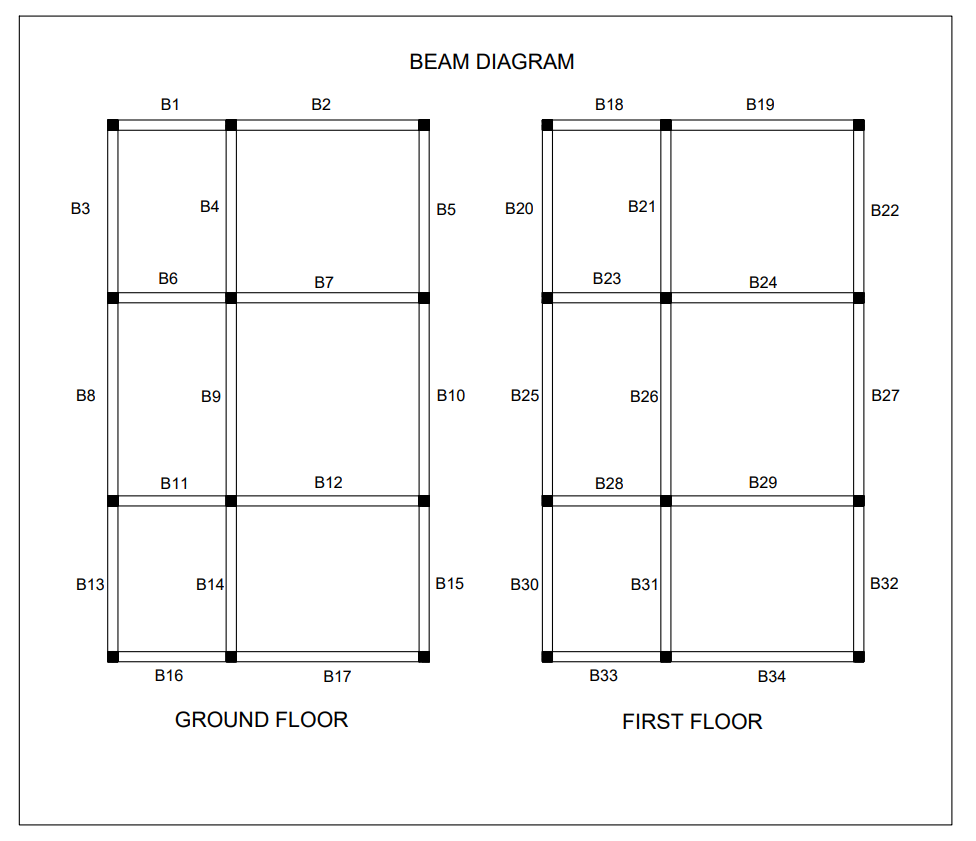 BEAM DIAGRAM
B1 B2 B18 B19
B3 B4 B5 B20 B21 B22
B6 B7 B23 B24
B8 B9 B10 B25 B26 B27
B11 B12 B28 B29
B13 B14 B15 B30 B31 B32
B16 B17 B33 B34
GROUND FLOOR FIRST FLOOR